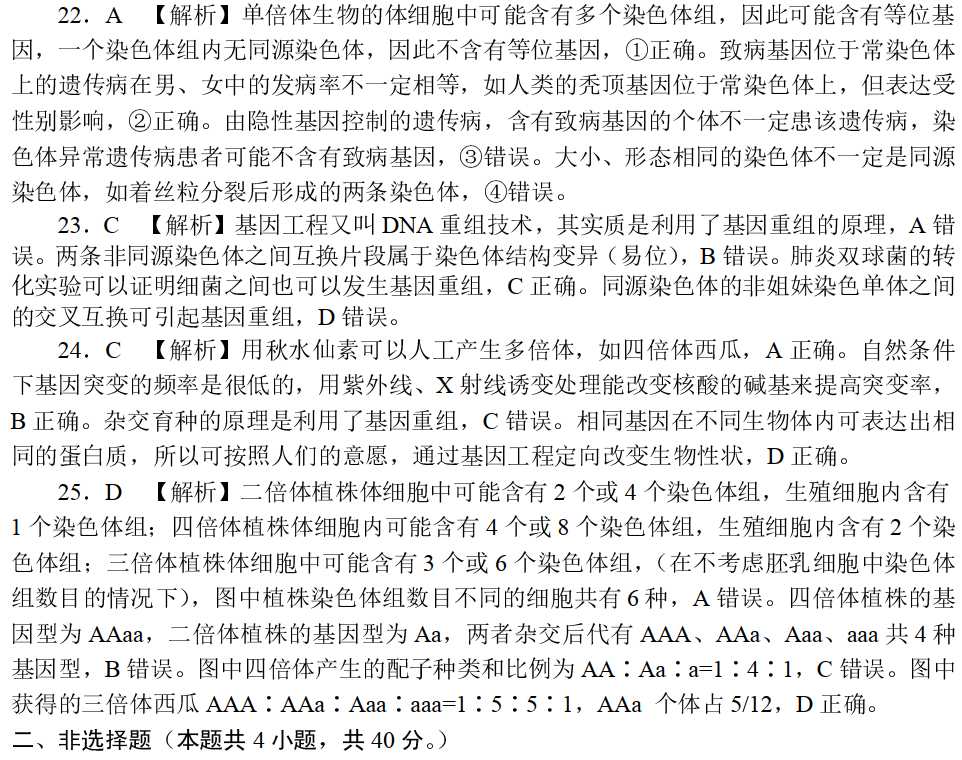 22．A 【解析】单倍体生物的体细胞中可能含有多个染色体组，因此可能含有等位基
因，一个染色体组内无同源染色体，因此不含有等位基因，①正确。致病基因位于常染色体
上的遗传病在男、女中的发病率不一定相等，如人类的秃顶基因位于常染色体上，但表达受
性别影响，②正确。由隐性基因控制的遗传病，含有致病基因的个体不一定患该遗传病，染
色体异常遗传病患者可能不含有致病基因，③错误。大小、形态相同的染色体不一定是同源
染色体，如着丝粒分裂后形成的两条染色体，④错误。
23．C 【解析】基因工程又叫 DNA 重组技术，其实质是利用了基因重组的原理，A 错
误。两条非同源染色体之间互换片段属于染色体结构变异（易位），B 错误。肺炎双球菌的转
化实验可以证明细菌之间也可以发生基因重组，C 正确。同源染色体的非姐妹染色单体之间
的交叉互换可引起基因重组，D 错误。
24．C 【解析】用秋水仙素可以人工产生多倍体，如四倍体西瓜，A 正确。自然条件
下基因突变的频率是很低的，用紫外线、X 射线诱变处理能改变核酸的碱基来提高突变率，
B 正确。杂交育种的原理是利用了基因重组，C 错误。相同基因在不同生物体内可表达出相
同的蛋白质，所以可按照人们的意愿，通过基因工程定向改变生物性状，D 正确。
25．D 【解析】二倍体植株体细胞中可能含有 2 个或 4 个染色体组，生殖细胞内含有
1 个染色体组；四倍体植株体细胞内可能含有 4 个或 8 个染色体组，生殖细胞内含有 2 个染
色体组；三倍体植株体细胞中可能含有 3 个或 6 个染色体组，（在不考虑胚乳细胞中染色体
组数目的情况下），图中植株染色体组数目不同的细胞共有 6 种，A 错误。四倍体植株的基
因型为 AAaa，二倍体植株的基因型为 Aa，两者杂交后代有 AAA、AAa、Aaa、aaa 共 4 种
基因型，B 错误。图中四倍体产生的配子种类和比例为 AA∶Aa∶a=1∶4∶1，C 错误。图中
获得的三倍体西瓜 AAA∶AAa∶Aaa∶aaa=1∶5∶5∶1，AAa 个体占 5/12，D 正确。
二、非选择题（本题共 4 小题，共 40 分。）